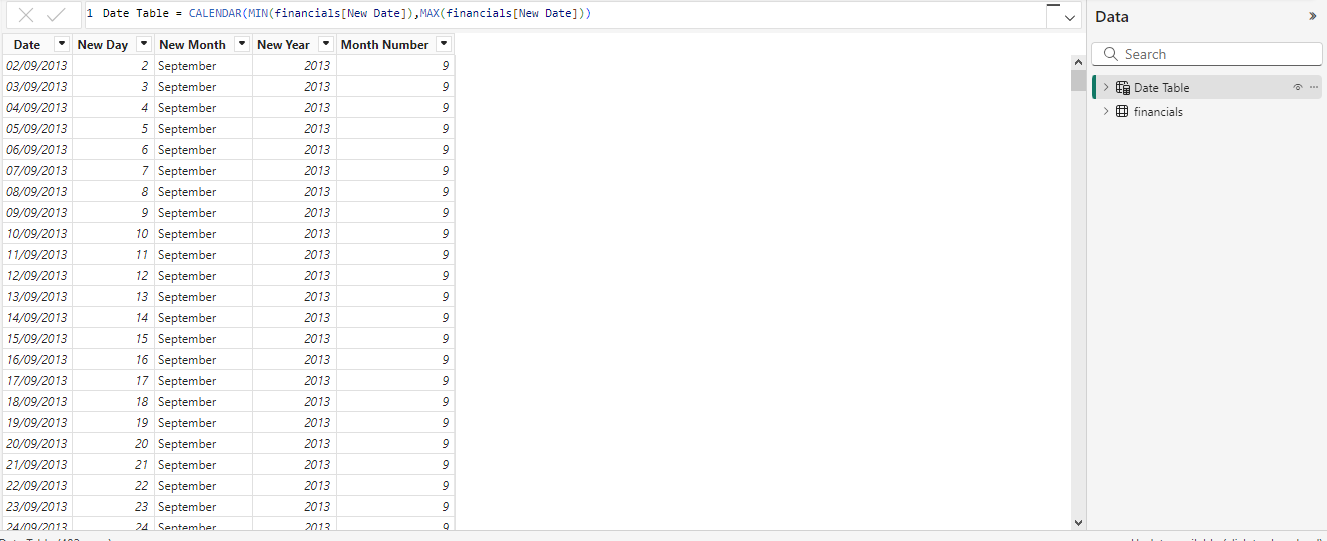 1 Date Table = CALENDAR(MIN(financials[New Date]),MAX(financials[New Date]))
Data
Search
Date Table
financials
Date New Day New Month New Year Month Number
02/09/2013 2 September 2013 9
03/09/2013 3 September 2013 9
04/09/2013 4 September 2013 9
05/09/2013 5 September 2013 9
06/09/2013 6 September 2013 9
07/09/2013 7 September 2013 9
08/09/2013 8 September 2013 9
09/09/2013 9 September 2013 9
10/09/2013 10 September 2013 9
11/09/2013 11 September 2013 9
12/09/2013 12 September 2013 9
13/09/2013 13 September 2013 9
14/09/2013 14 September 2013 9
15/09/2013 15 September 2013 9
16/09/2013 16 September 2013 9
17/09/2013 17 September 2013 9
18/09/2013 18 September 2013 9
19/09/2013 19 September 2013 9
20/09/2013 20 September 2013 9
21/09/2013 21 September 2013 9
22/09/2013 22 September 2013 9
23/09/2013 23 September 2013 9
24/09/2013 24 September 2013 9